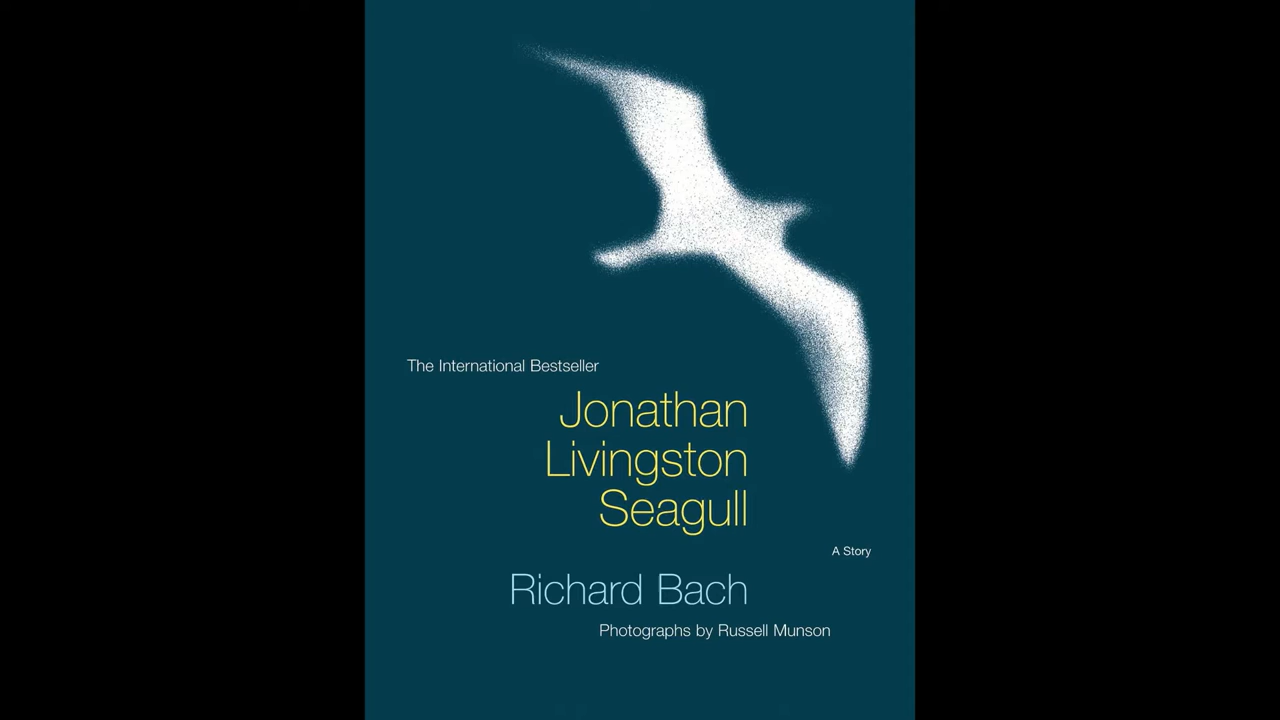 The International Bestseller
Jonathan
Livingston
Seagull
A Story
Richard Bach
Photographs by Russell Munson